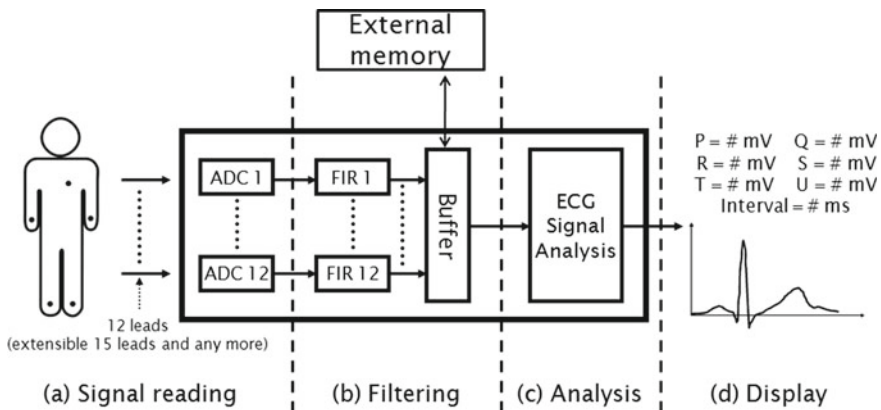 External
memory
P = # mV Q = # mV
R = # mV S = # mV
T = # mV U = # mV
Interval = # ms
ADC 1
FIR 1
Buffer
ECG
Signal
Analysis
ADC 12
FIR 12
12 leads
(extensible 15 leads and any more)
(a) Signal reading
(b) Filtering
(c) Analysis
(d) Display